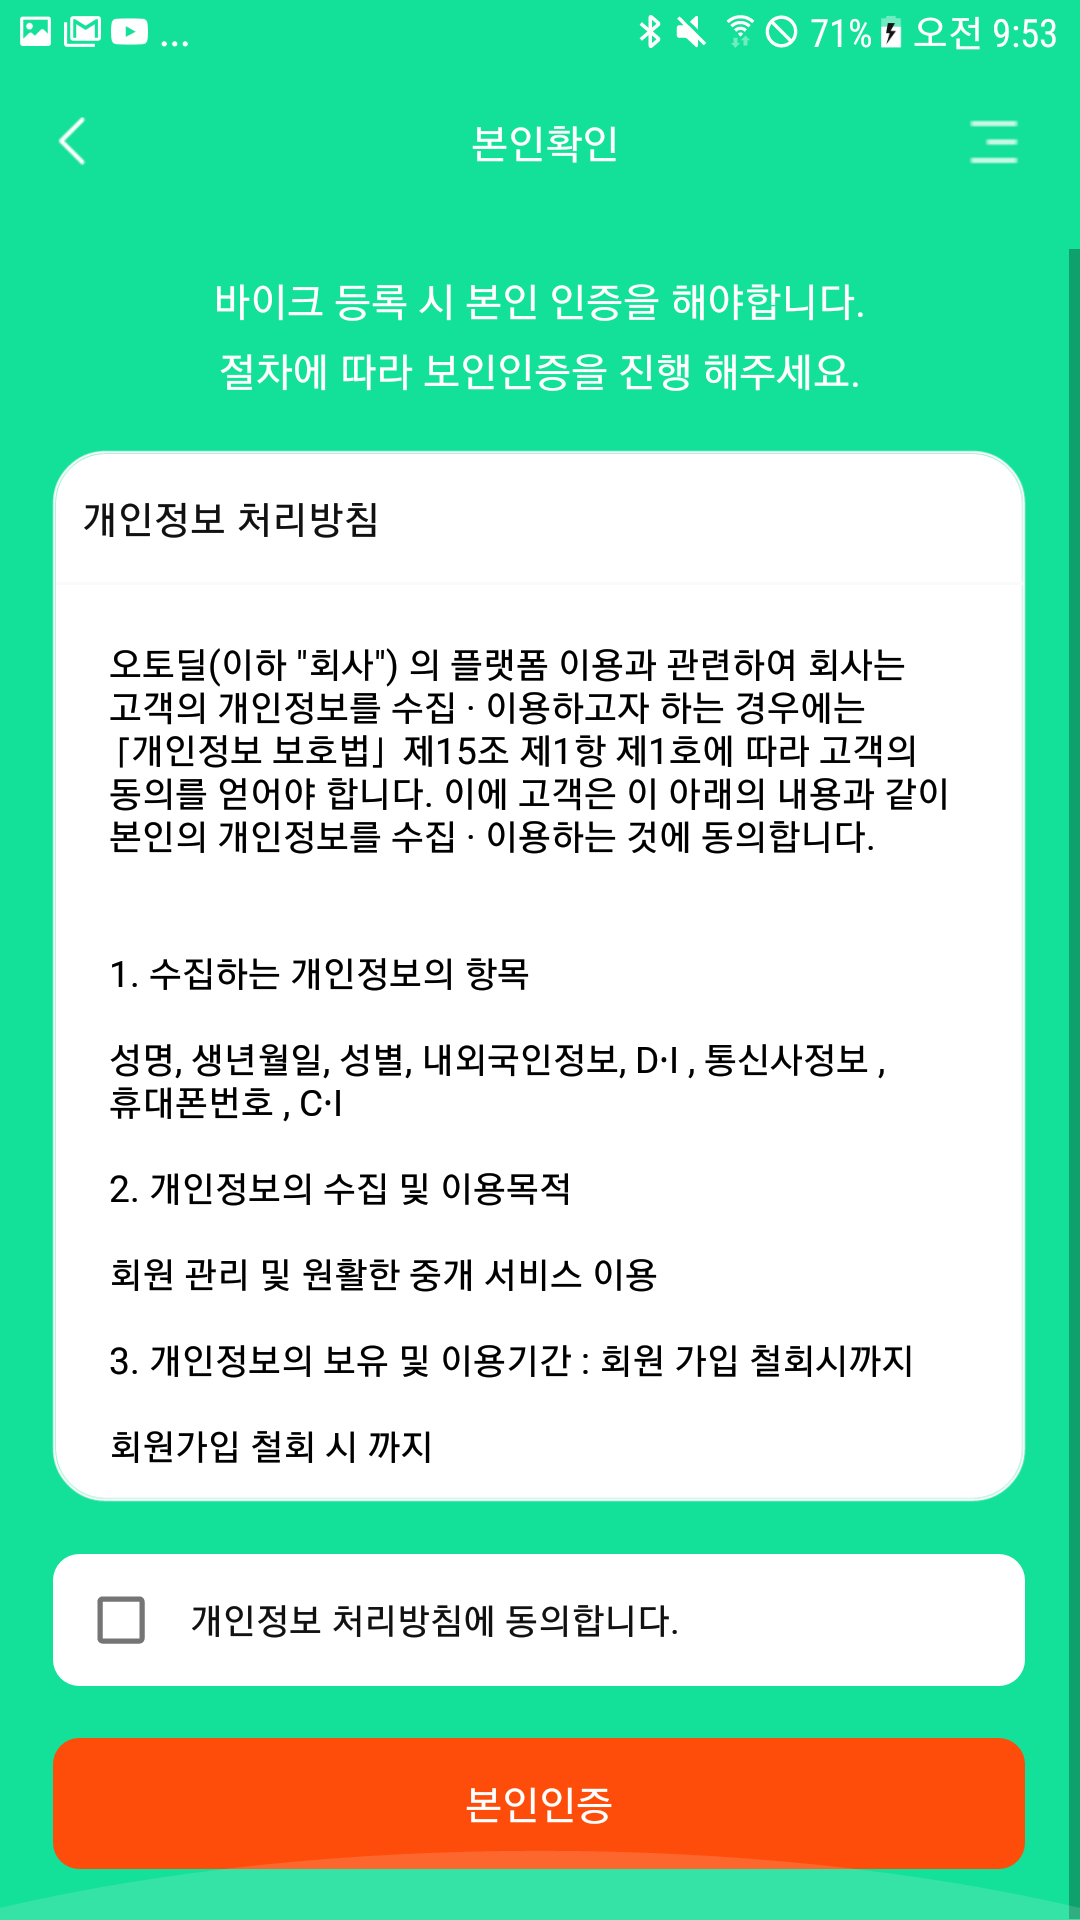 ... 71% 오전 9:53
본인확인
바이크 등록 시 본인 인증을 해야합니다.
절차에 따라 보인인증을 진행 해주세요.
개인정보 처리방침
오토딜(이하 "회사") 의 플랫폼 이용과 관련하여 회사는
고객의 개인정보를 수집 · 이용하고자 하는 경우에는
「개인정보 보호법」 제15조 제1항 제1호에 따라 고객의
동의를 얻어야 합니다. 이에 고객은 이 아래의 내용과 같이
본인의 개인정보를 수집 · 이용하는 것에 동의합니다.
1. 수집하는 개인정보의 항목
성명, 생년월일, 성별, 내외국인정보, D·I , 통신사정보 ,
휴대폰번호 , C·I
2. 개인정보의 수집 및 이용목적
회원 관리 및 원활한 중개 서비스 이용
3. 개인정보의 보유 및 이용기간 : 회원 가입 철회시까지
회원가입 철회 시 까지
개인정보 처리방침에 동의합니다.
본인인증